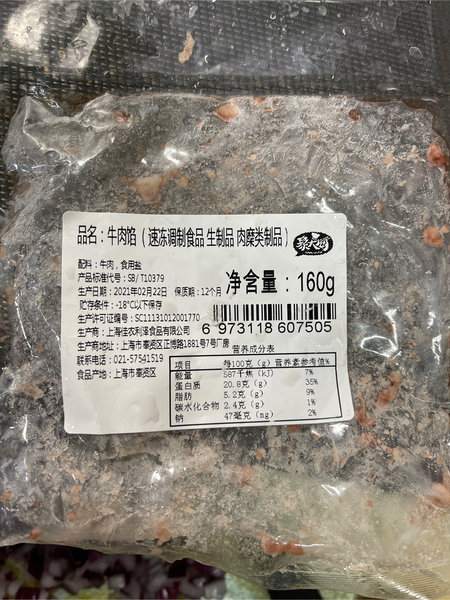 品名：牛肉馅（速冻调制食品 生制品 肉糜类制品）
配料：牛肉，食用盐
产品标准代号：SB/T10379
生产日期：2021年02月22日 保质期：12个月
贮存条件：-18℃以下保存
净含量：160g
生产许可证编号：SC11131012001770
生产商：上海佳农利泽食品有限公司
生产商地址：上海市奉贤区正博路1881号7号厂房
联系电话：021-57541519
食品产地：上海市奉贤区
6 973118 607505
营养成分表
项目 每100克（g） 营养素参考值%
能量 587千焦（kJ） 7%
蛋白质 20.8克（g） 35%
脂肪 5.2克（g） 9%
碳水化合物 2.4克（g） 1%
钠 47毫克（mg） 2%